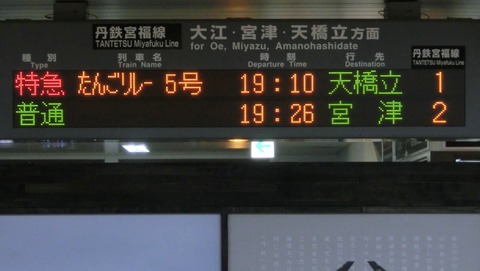 丹鉄宮福線
TANTETSU Miyafuku Line
大江・宮津・天橋立方面
for Oe, Miyazu, Amanohashidate
丹鉄宮福線
TANTETSU Miyafuku Line
種別 列車名 時刻 行先
Type Train Name Departure Time Destination
特急 たんごリレー 5号 19:10 天橋立 1
普通 19:26 宮津 2